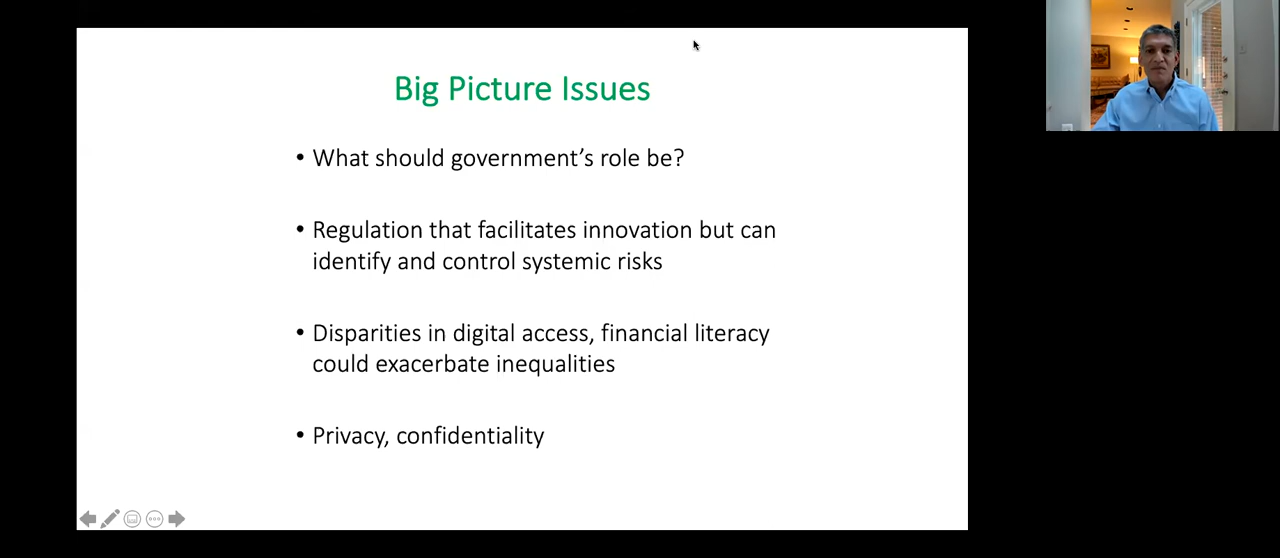 Big Picture Issues
• What should government’s role be?
• Regulation that facilitates innovation but can
identify and control systemic risks
• Disparities in digital access, financial literacy
could exacerbate inequalities
• Privacy, confidentiality